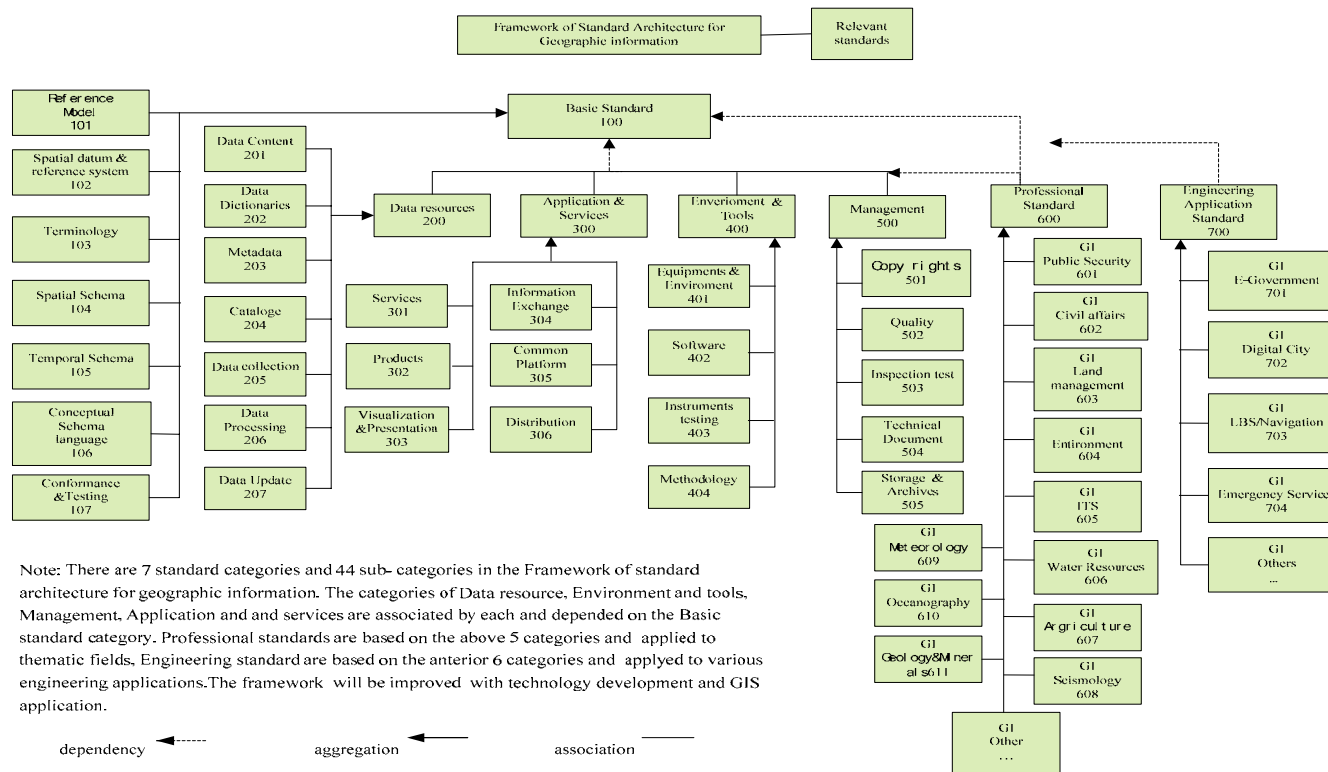 Framework of Standard Architecture for
Geographic information
Relevant
standards
Reference
Model
101
Spatial datum &
reference system
102
Terminology
103
Spatial Schema
104
Temporal Schema
105
Conceptual
Schema
language
106
Conformance
&Testing
107
Basic Standard
100
Data Content
201
Data
Dictionaries
202
Metadata
203
Cataloge
204
Data collection
205
Data
Processing
206
Data Update
207
Data resources
200
Application &
Services
300
Services
301
Products
302
Visualization
&Presentation
303
Information
Exchange
304
Common
Platform
305
Distribution
306
Enverioment &
Tools
400
Equipments &
Enviroment
401
Software
402
Instruments
testing
403
Methodology
404
Management
500
Copy rights
501
Quality
502
Inspection test
503
Technical
Document
504
Storage &
Archives
505
Professional
Standard
600
GI
Public Security
601
GI
Civil affairs
602
GI
Land
management
603
GI
Entironment
604
GI
ITS
605
GI
Water Resources
606
GI
Argriculture
607
GI
Seismology
608
GI
Meteorology
609
GI
Oceanography
610
GI
Geology&Miner
als611
GI
Other
...
Engineering
Application
Standard
700
GI
E-Government
701
GI
Digital City
702
GI
LBS/Navigation
703
GI
Emergency Service
704
GI
Others
...
Note: There are 7 standard categories and 44 sub- categories in the Framework of standard
architecture for geographic information. The categories of Data resource, Environment and tools,
Management, Application and and services are associated by each and depended on the Basic
standard category. Professional standards are based on the above 5 categories and applied to
thematic fields, Engineering standard are based on the anterior 6 categories and applyed to various
engineering applications.The framework will be improved with technology development and GIS
application.
dependency
aggregation
association